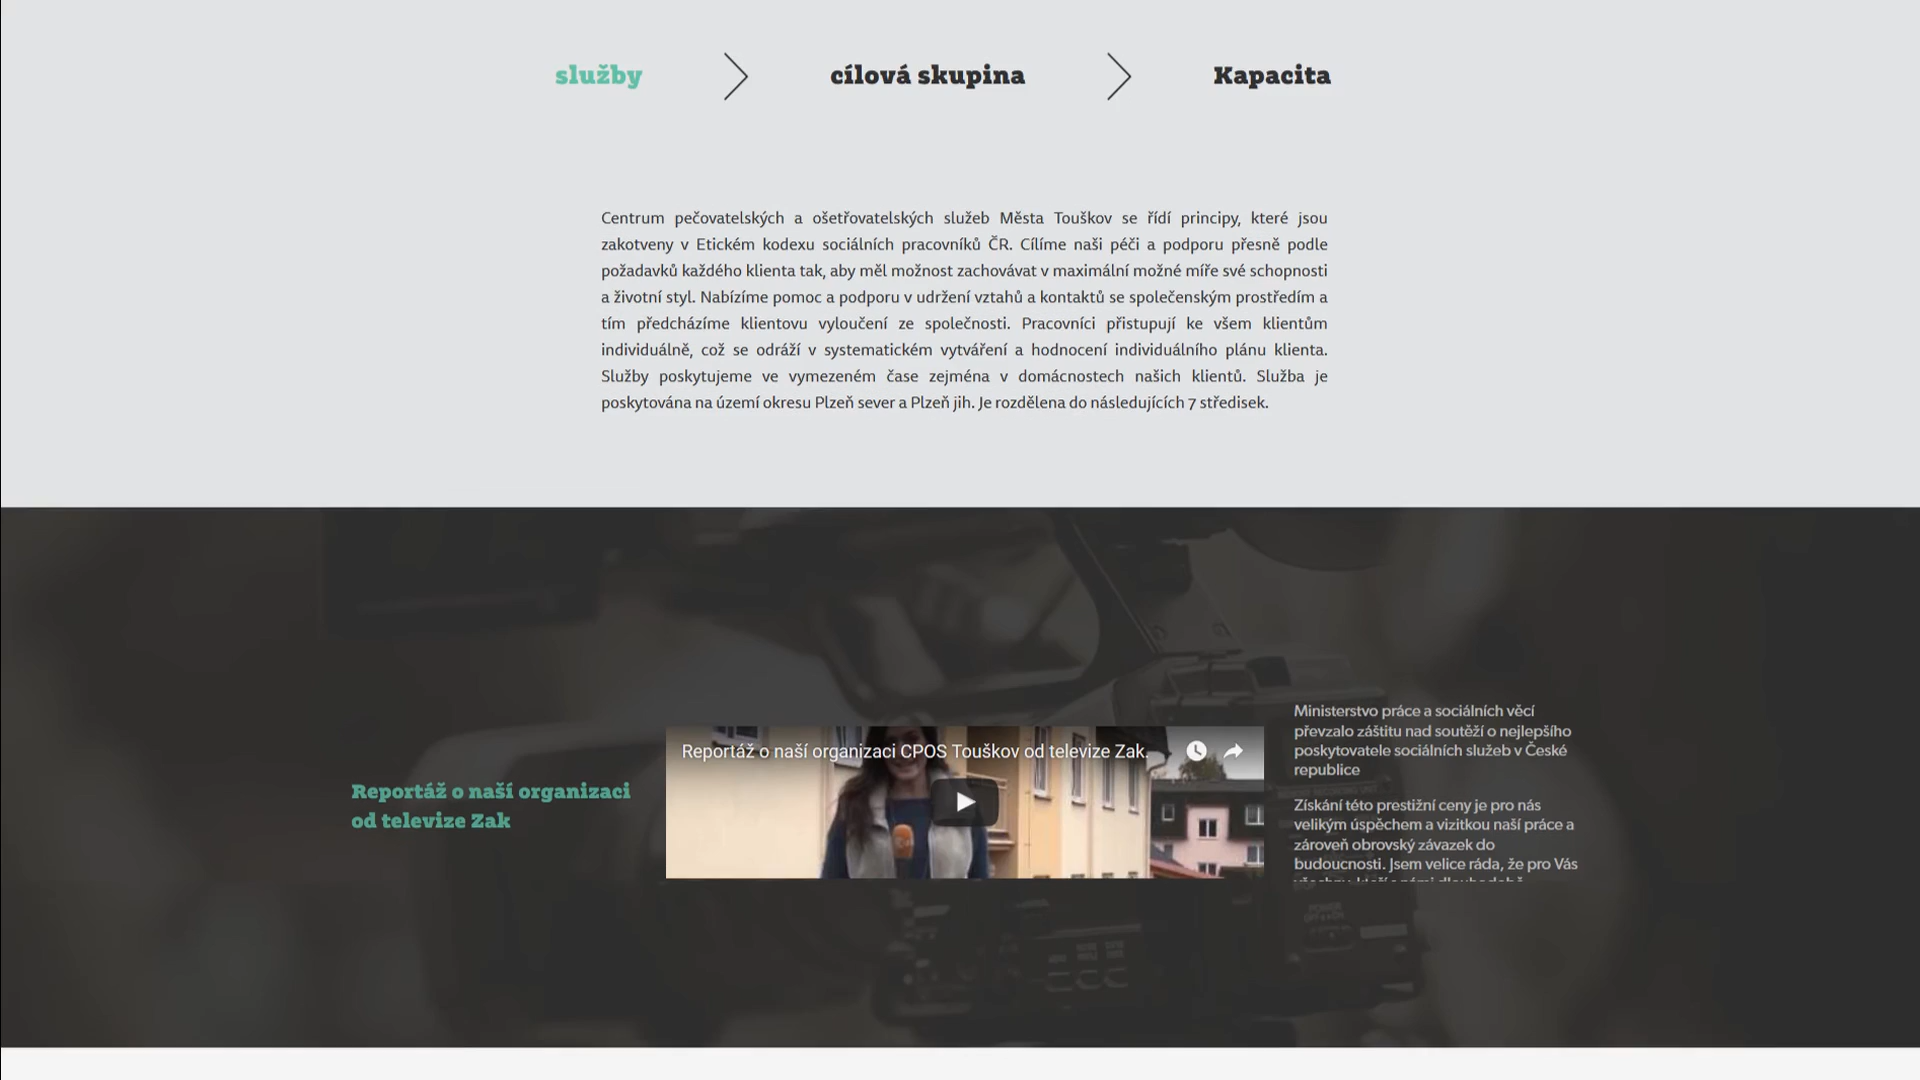 služby
cílová skupina
Kapacita
Centrum pečovatelských a ošetřovatelských služeb Města Touškov se řídí principy, které jsou
zakotveny v Etickém kodexu sociálních pracovníků ČR. Cílíme naši péči a podporu přesně podle
požadavků každého klienta tak, aby měl možnost zachovávat v maximální možné míře své schopnosti
a životní styl. Nabízíme pomoc a podporu v udržení vztahů a kontaktů se společenským prostředím a
tím předcházíme klientovu vyloučení ze společnosti. Pracovníci přistupují ke všem klientům
individuálně, což se odráží v systematickém vytváření a hodnocení individuálního plánu klienta.
Služby poskytujeme ve vymezeném čase zejména v domácnostech našich klientů. Služba je
poskytována na území okresu Plzeň sever a Plzeň jih. Je rozdělena do následujících 7 středisek.
Reportáž o naší organizaci
od televize Zak
Reportáž o naší organizaci CPOS Touškov od televize Zak.
Ministerstvo práce a sociálních věcí
převzalo záštitu nad soutěží o nejlepšího
poskytovatele sociálních služeb v České
republice
Získání této prestižní ceny je pro nás
velikým úspěchem a vizitkou naší práce a
zároveň obrovský závazek do
budoucnosti. Jsem velice ráda, že pro Vás